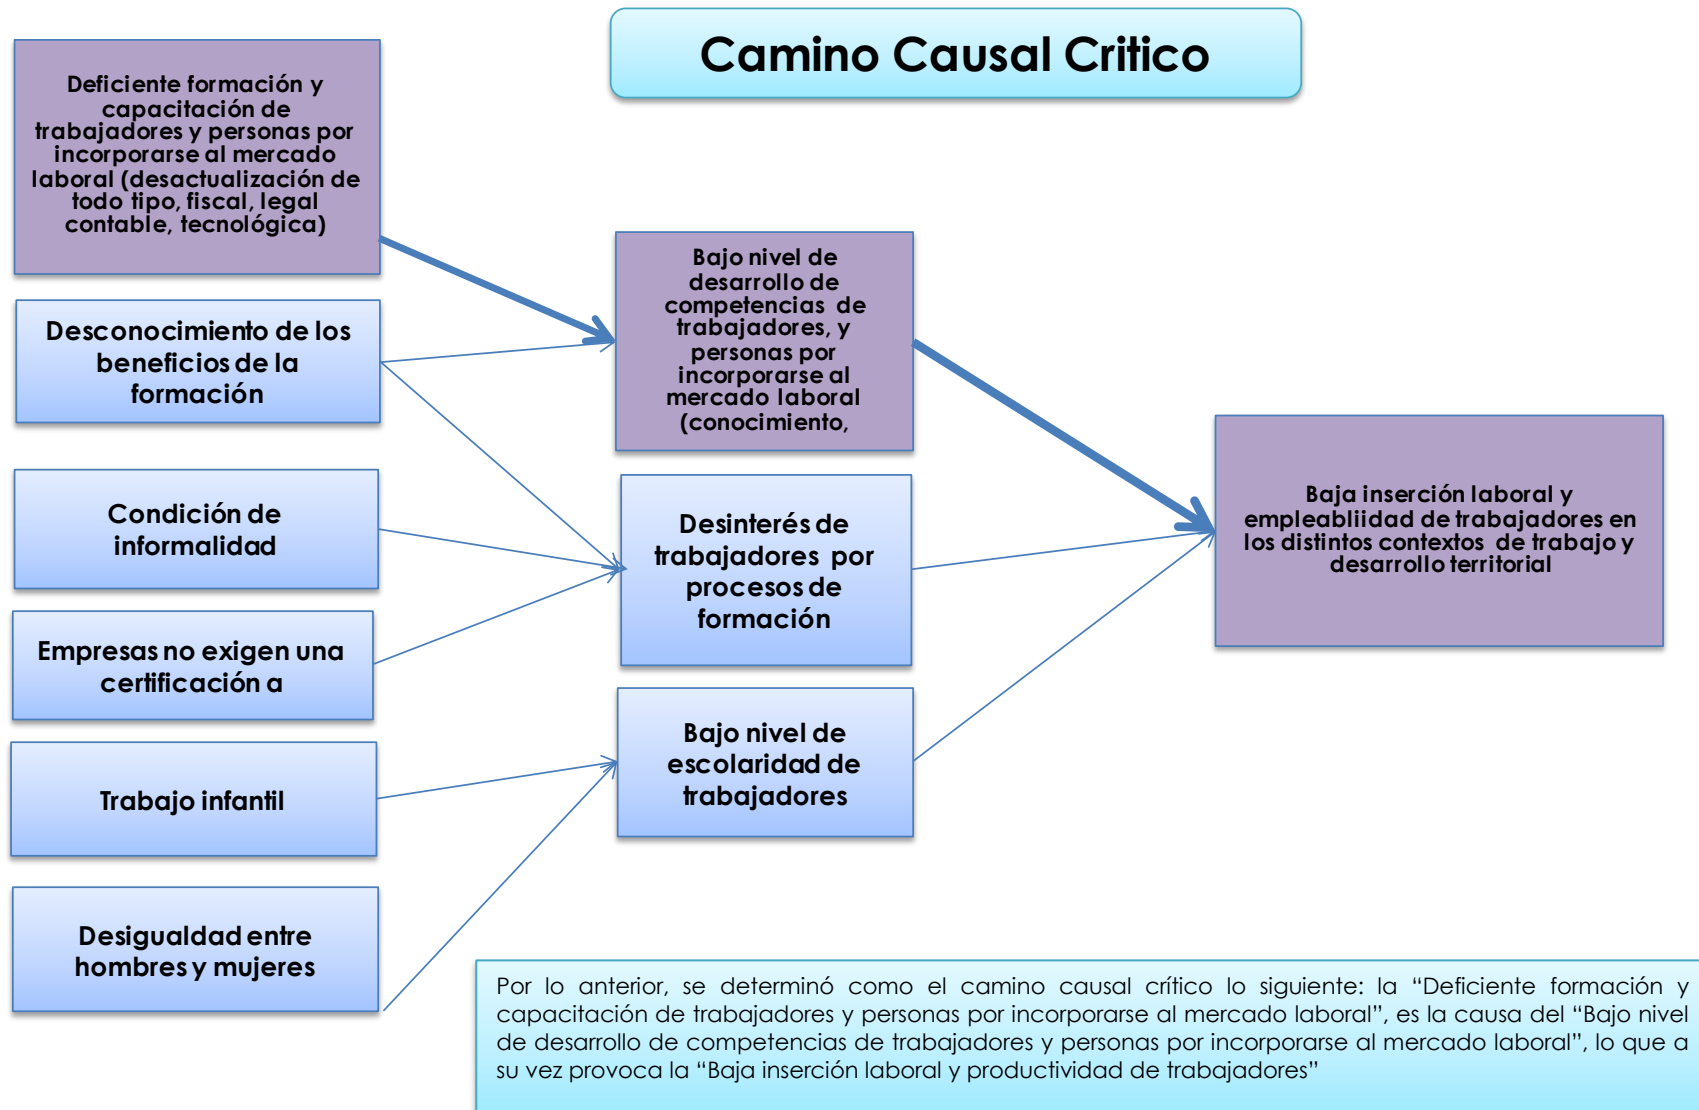 Camino Causal Critico
Deficiente formación y
capacitación de
trabajadores y personas por
incorporarse al mercado
laboral (desactualización de
todo tipo, fiscal, legal
contable, tecnológica)
Desconocimiento de los
beneficios de la
formación
Condición de
informalidad
Empresas no exigen una
certificación a
Trabajo infantil
Desigualdad entre
hombres y mujeres
Bajo nivel de
desarrollo de
competencias de
trabajadores, y
personas por
incorporarse al
mercado laboral
(conocimiento,
Desinterés de
trabajadores por
procesos de
formación
Bajo nivel de
escolaridad de
trabajadores
Baja inserción laboral y
empleabliidad de trabajadores en
los distintos contextos de trabajo y
desarrollo territorial
Por lo anterior, se determinó como el camino causal crítico lo siguiente: la “Deficiente formación y
capacitación de trabajadores y personas por incorporarse al mercado laboral”, es la causa del “Bajo nivel
de desarrollo de competencias de trabajadores y personas por incorporarse al mercado laboral”, lo que a
su vez provoca la “Baja inserción laboral y productividad de trabajadores”